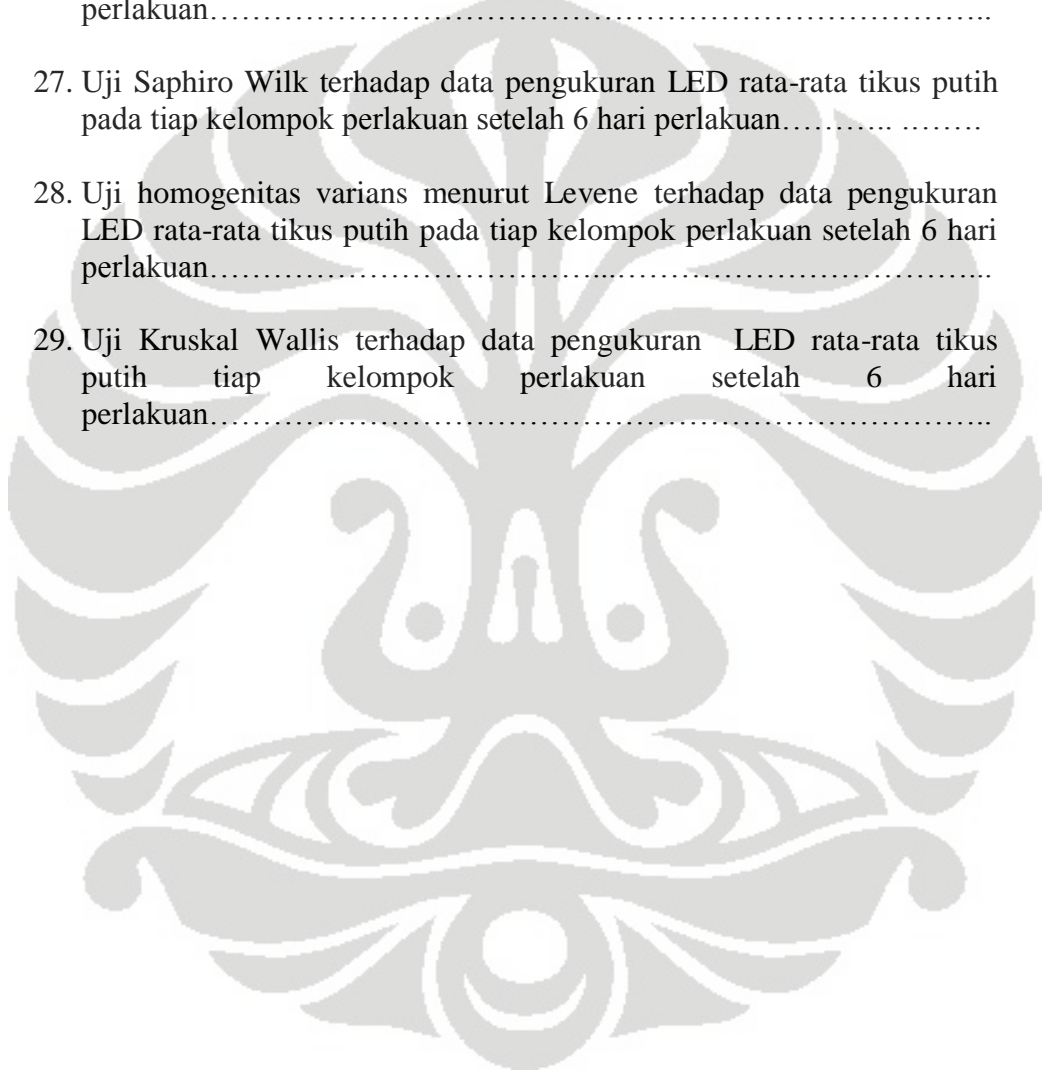 perlakuan………………………………………………………………..
27. Uji Saphiro Wilk terhadap data pengukuran LED rata-rata tikus putih
pada tiap kelompok perlakuan setelah 6 hari perlakuan……….. …….
28. Uji homogenitas varians menurut Levene terhadap data pengukuran
LED rata-rata tikus putih pada tiap kelompok perlakuan setelah 6 hari
perlakuan………………………………...……………………………...
29. Uji Kruskal Wallis terhadap data pengukuran LED rata-rata tikus
putih tiap kelompok perlakuan setelah 6 hari
perlakuan………………………………………………………………..